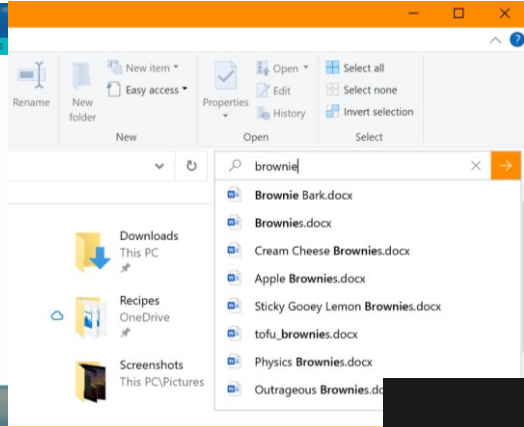 ?
New item
Open
Select all
Easy access
Edit
Select none
Rename
New
folder
Properties
History
Invert selection
New
Open
Select
brownie
Brownie Bark.docx
Brownies.docx
Cream Cheese Brownies.docx
Apple Brownies.docx
Sticky Gooey Lemon Brownies.docx
tofu_brownies.docx
Physics Brownies.docx
Outrageous Brownies.do
Downloads
This PC
Recipes
OneDrive
Screenshots
This PC\Pictures